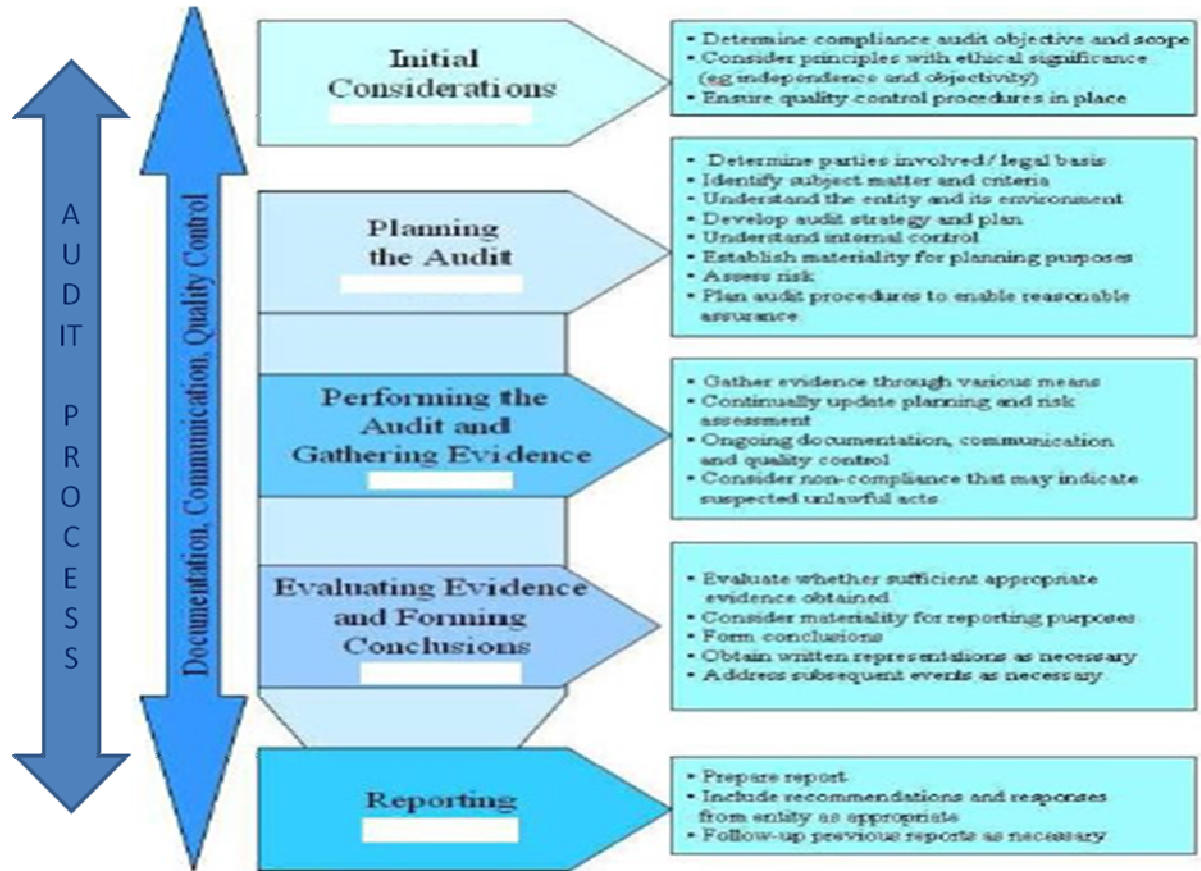 AUDIT PROCESS
Documentation, Communication, Quality Control
Initial
Considerations
• Determine compliance audit objective and scope
• Consider principles with ethical significance
(eg independence and objectivity)
• Ensure quality control procedures in place
Planning
the Audit
• Determine parties involved / legal basis
• Identify subject matter and criteria
• Understand the entity and its environment
• Develop audit strategy and plan
• Understand internal control
• Establish materiality for planning purposes
• Assess risk
• Plan audit procedures to enable reasonable
assurance
Performing the
Audit and
Gathering Evidence
• Gather evidence through various means
• Continually update planning and risk
assessment
• Ongoing documentation, communication
and quality control
• Consider non-compliance that may indicate
suspected unlawful acts
Evaluating Evidence
and Forming
Conclusions
• Evaluate whether sufficient appropriate
evidence obtained
• Consider materiality for reporting purposes
• Form conclusions
• Obtain written representations as necessary
• Address subsequent events as necessary
Reporting
• Prepare report
• Include recommendations and responses
from entity as appropriate
• Follow-up previous reports as necessary